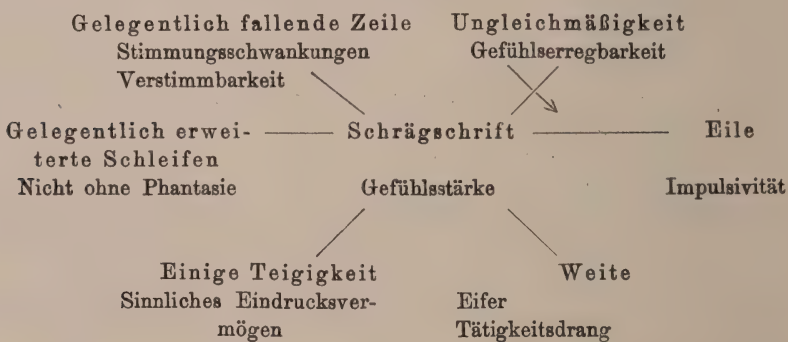 Gelegentlich fallende Zeile Ungleichmäßigkeit
Stimmungsschwankungen Gefühlserregbarkeit
Verstimmbarkeit
Gelegentlich erwei- Schrägschrift Eile
terte Schleifen
Nicht ohne Phantasie Gefühlsstärke Impulsivität
Einige Teigigkeit Weite
Sinnliches Eindrucksver- Eifer
mögen Tätigkeitsdrang